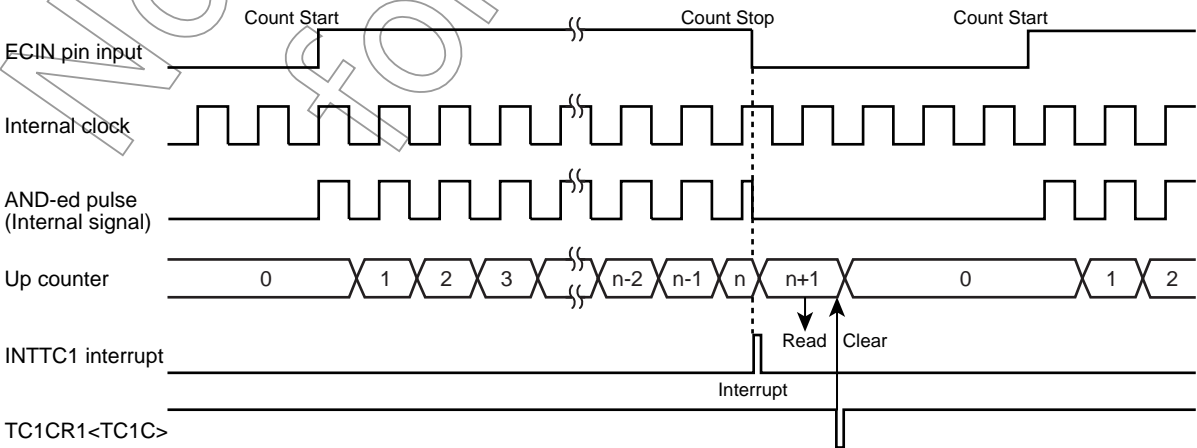 Count Start
Count Stop
Count Start
ECIN pin input
Internal clock
AND-ed pulse
(Internal signal)
Up counter
0 1 2 3 n-2 n-1 n n+1 0 1 2
Read Clear
INTTC1 interrupt
Interrupt
TC1CR1<TC1C>